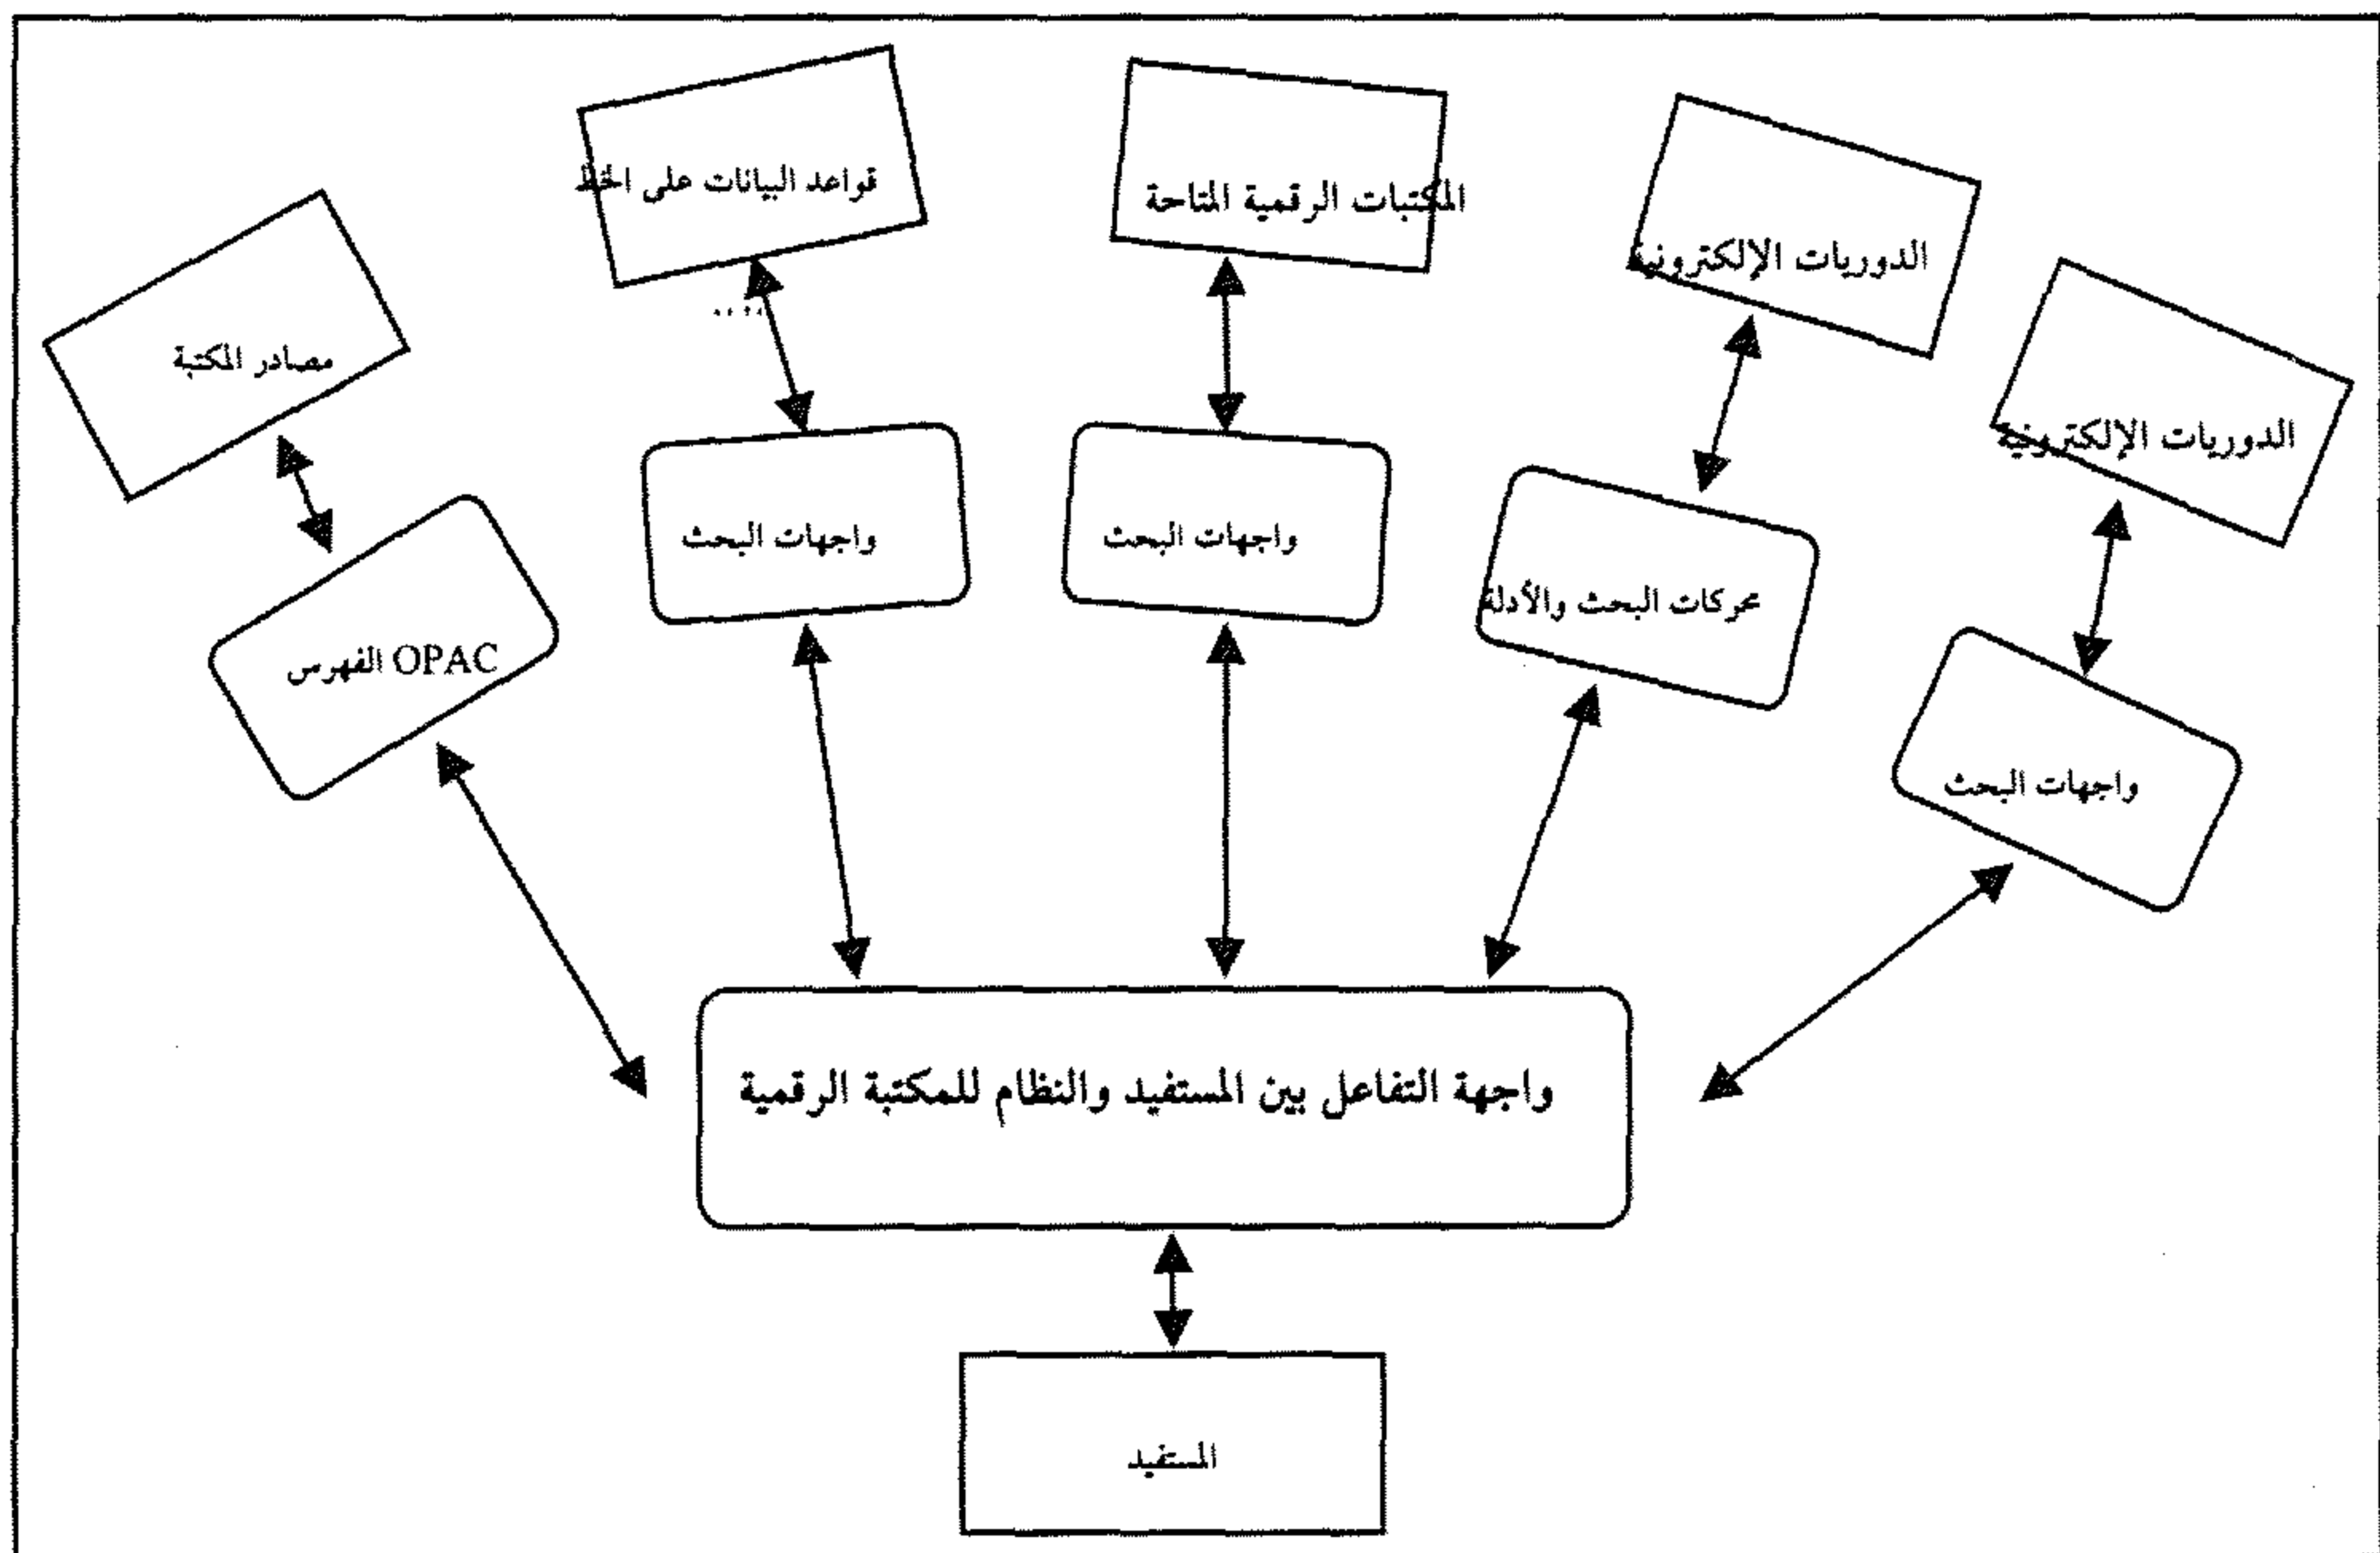 المكتبات الرقمية المتاحة
قواعد البيانات على الخط
الدوريات الإلكترونية
مصادر المكتبة
الدوريات الإلكترونية
واجهات البحث
واجهات البحث
محركات البحث والأدلة
الفهرس OPAC
واجهات البحث
واجهة التفاعل بين المستفيد والنظام للمكتبة الرقمية
المستفيد